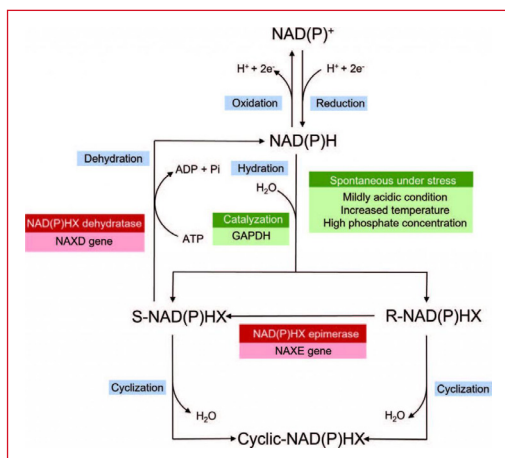 NAD(P)⁺
H⁺ + 2e⁻
H⁺ + 2e⁻
Oxidation
Reduction
NAD(P)H
Dehydration
Hydration
ADP + Pi
H₂O
Spontaneous under stress
Mildly acidic condition
Increased temperature
High phosphate concentration
NAD(P)HX dehydratase
NAXD gene
Catalyzation
GAPDH
ATP
S-NAD(P)HX
R-NAD(P)HX
NAD(P)HX epimerase
NAXE gene
Cyclization
Cyclization
H₂O
H₂O
Cyclic-NAD(P)HX